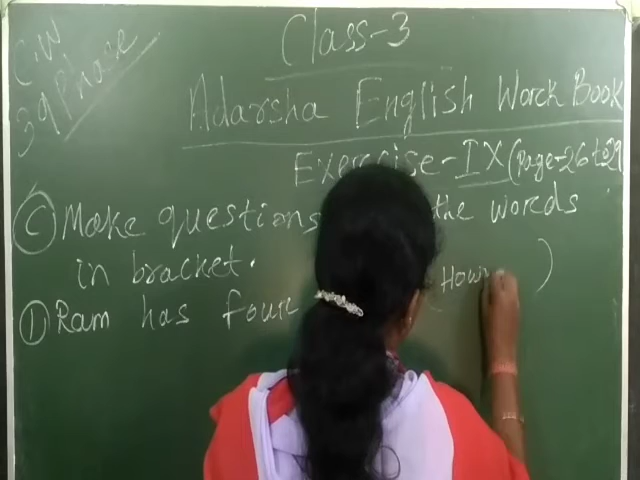 C.W
3rd Phase
Class-3
Adarsha English Worck Book
Exercise-IX (Page-26 to 29
Ⓒ Make questions the words
in bracket.
① Ram has four ( How )